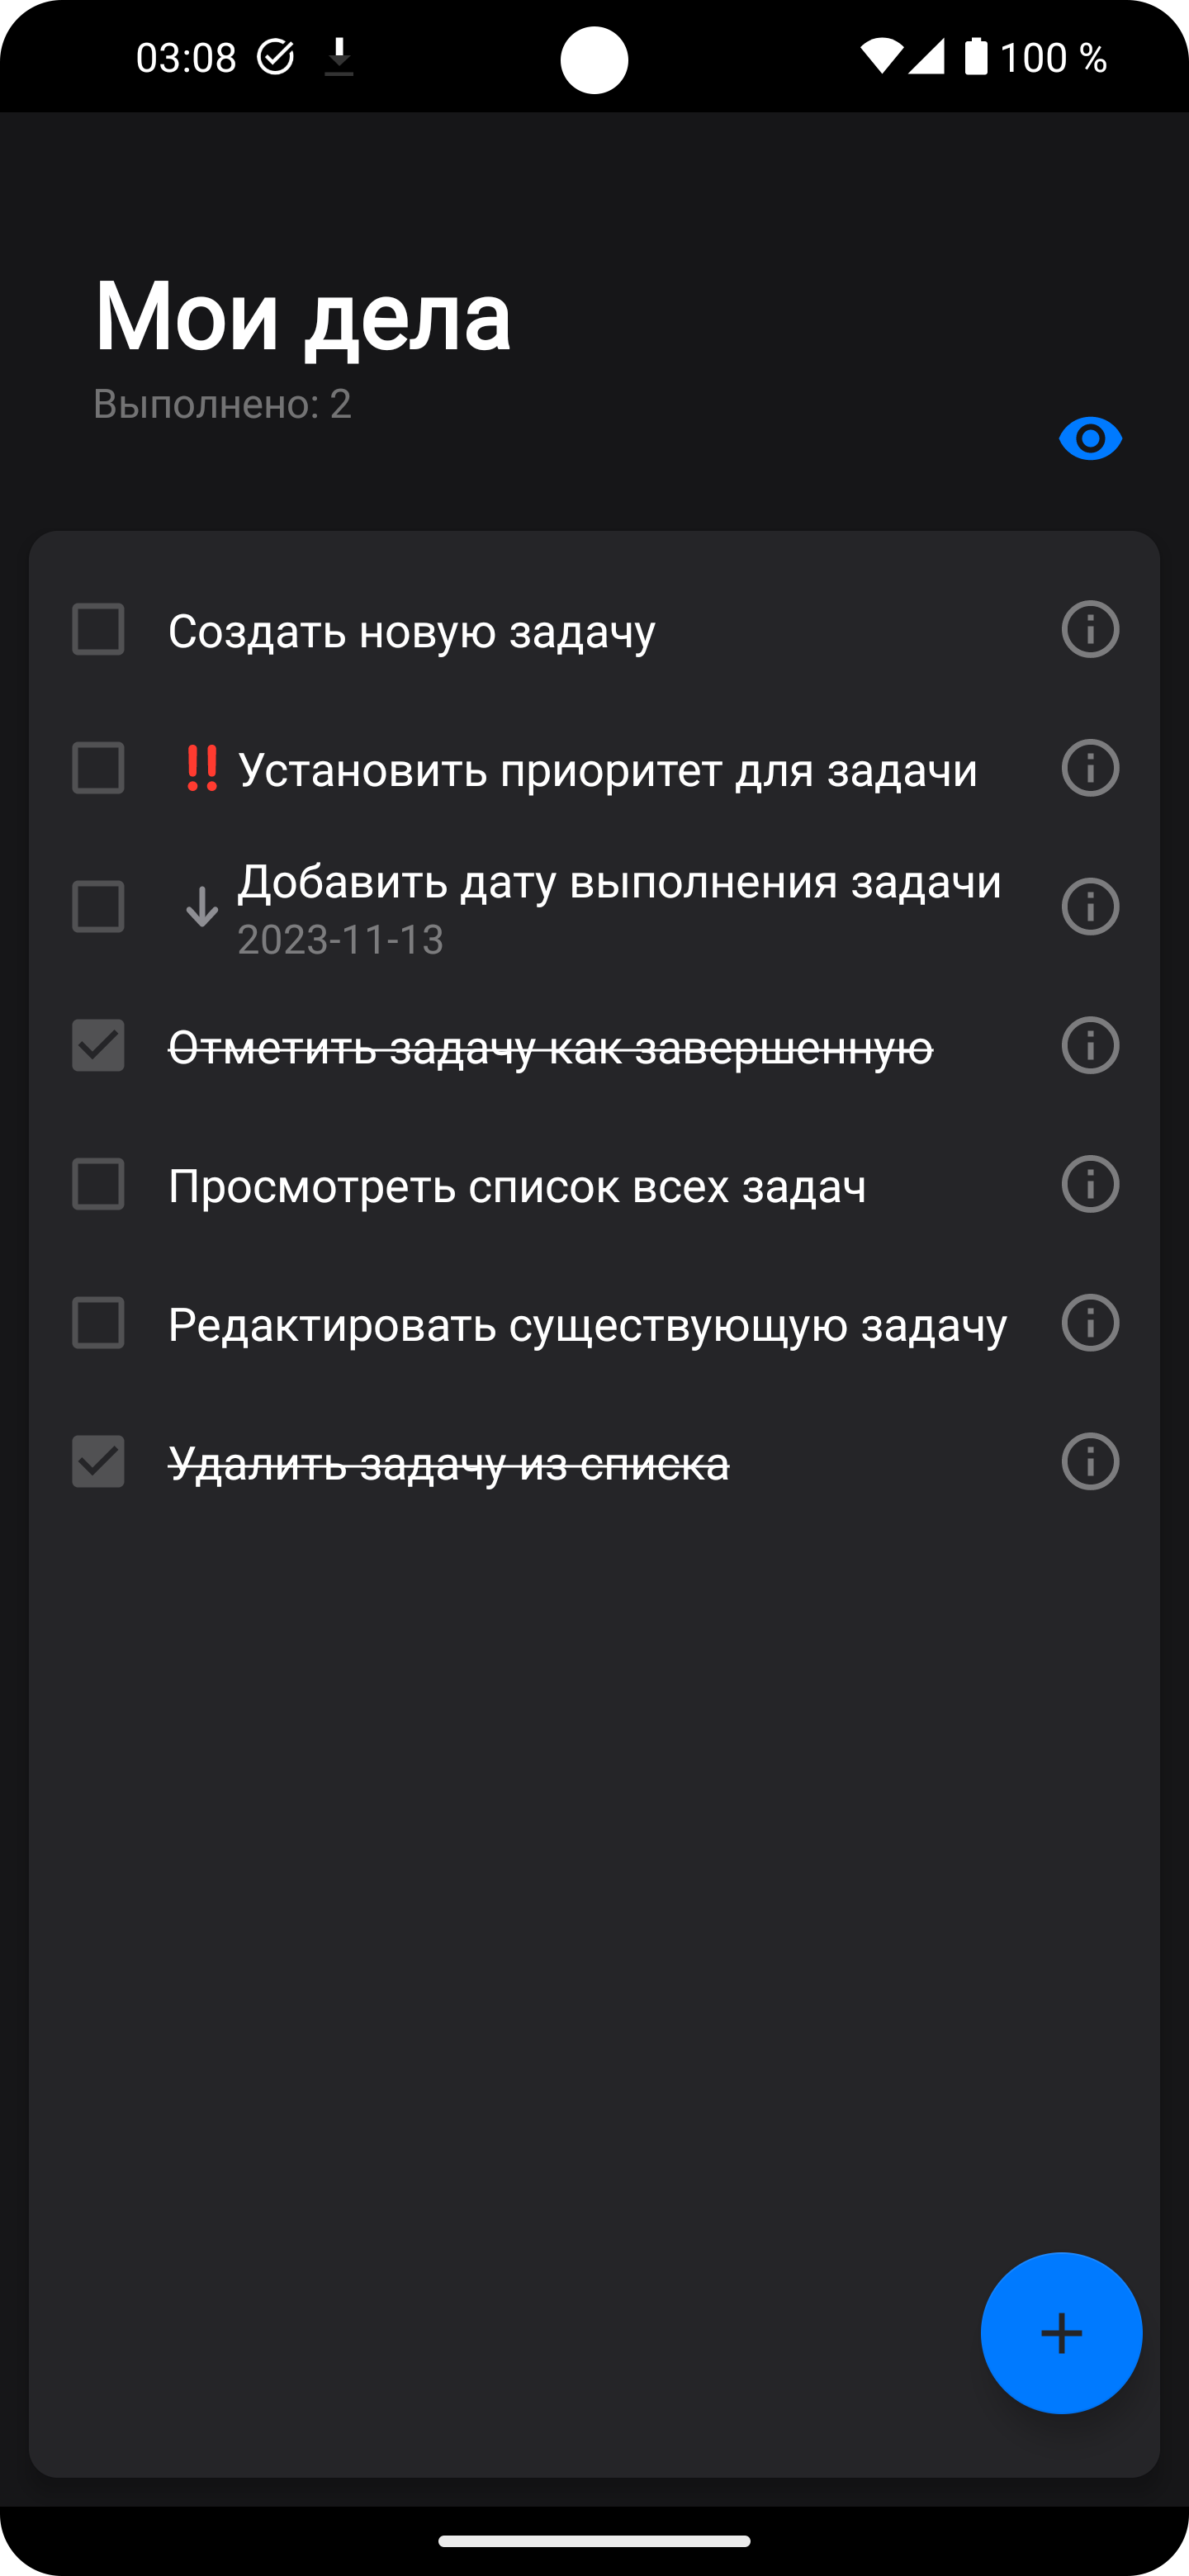 03:08
100 %
Мои дела
Выполнено: 2
Создать новую задачу
‼ Установить приоритет для задачи
Добавить дату выполнения задачи
2023-11-13
Отметить задачу как завершенную
Просмотреть список всех задач
Редактировать существующую задачу
Удалить задачу из списка